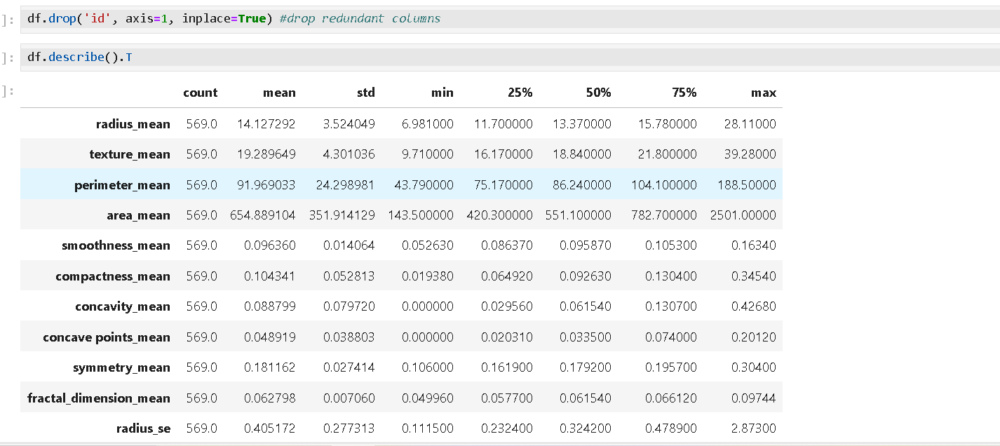 ]: df.drop('id', axis=1, inplace=True) #drop redundant columns
]: df.describe().T
]: count mean std min 25% 50% 75% max
radius_mean 569.0 14.127292 3.524049 6.981000 11.700000 13.370000 15.780000 28.11000
texture_mean 569.0 19.289649 4.301036 9.710000 16.170000 18.840000 21.800000 39.28000
perimeter_mean 569.0 91.969033 24.298981 43.790000 75.170000 86.240000 104.100000 188.50000
area_mean 569.0 654.889104 351.914129 143.500000 420.300000 551.100000 782.700000 2501.00000
smoothness_mean 569.0 0.096360 0.014064 0.052630 0.086370 0.095870 0.105300 0.16340
compactness_mean 569.0 0.104341 0.052813 0.019380 0.064920 0.092630 0.130400 0.34540
concavity_mean 569.0 0.088799 0.079720 0.000000 0.029560 0.061540 0.130700 0.42680
concave points_mean 569.0 0.048919 0.038803 0.000000 0.020310 0.033500 0.074000 0.20120
symmetry_mean 569.0 0.181162 0.027414 0.106000 0.161900 0.179200 0.195700 0.30400
fractal_dimension_mean 569.0 0.062798 0.007060 0.049960 0.057700 0.061540 0.066120 0.09744
radius_se 569.0 0.405172 0.277313 0.111500 0.232400 0.324200 0.478900 2.87300